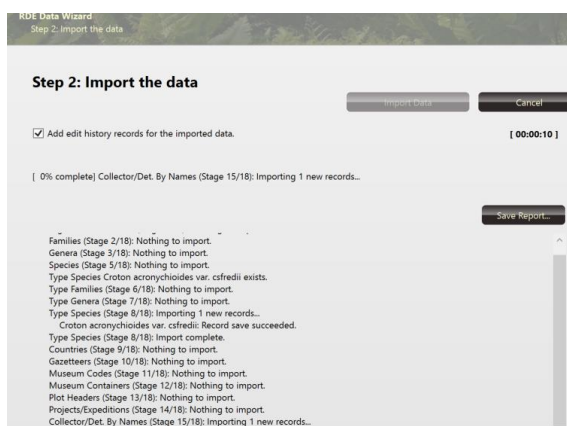 RDE Data Wizard
Step 2: Import the data
Step 2: Import the data
Import Data
Cancel
Add edit history records for the imported data.
[ 00:00:10 ]
[ 0% complete] Collector/Det. By Names (Stage 15/18): Importing 1 new records...
Save Report...
Families (Stage 2/18): Nothing to import.
Genera (Stage 3/18): Nothing to import.
Species (Stage 5/18): Nothing to import.
Type Species Croton acronychioides var. csfredii exists.
Type Families (Stage 6/18): Nothing to import.
Type Genera (Stage 7/18): Nothing to import.
Type Species (Stage 8/18): Importing 1 new records...
Croton acronychioides var. csfredii: Record save succeeded.
Type Species (Stage 8/18): Import complete.
Countries (Stage 9/18): Nothing to import.
Gazetteers (Stage 10/18): Nothing to import.
Museum Codes (Stage 11/18): Nothing to import.
Museum Containers (Stage 12/18): Nothing to import.
Plot Headers (Stage 13/18): Nothing to import.
Projects/Expeditions (Stage 14/18): Nothing to import.
Collector/Det. By Names (Stage 15/18): Importing 1 new records...